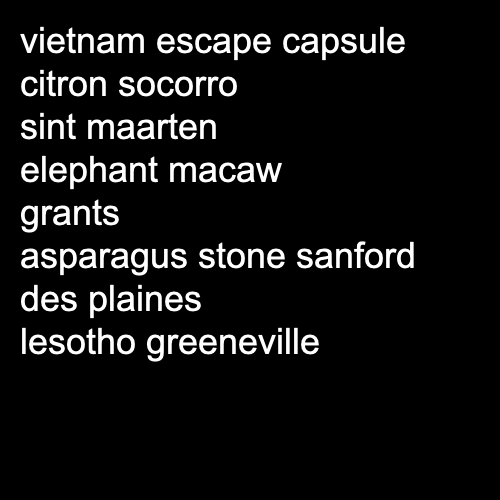 vietnam escape capsule
citron socorro
sint maarten
elephant macaw
grants
asparagus stone sanford
des plaines
lesotho greeneville